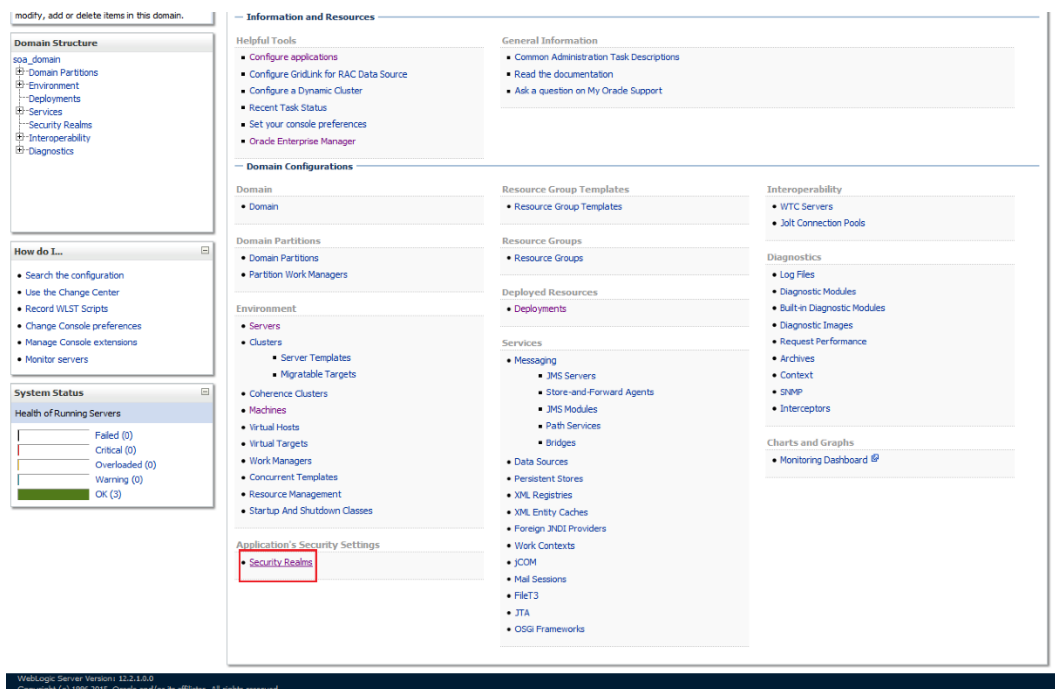 modify, add or delete items in this domain.
Domain Structure
soa_domain
Domain Partitions
Environment
Deployments
Services
Security Realms
Interoperability
Diagnostics
How do I...
Search the configuration
Use the Change Center
Record WLST Scripts
Change Console preferences
Manage Console extensions
Monitor servers
System Status
Health of Running Servers
Failed (0)
Critical (0)
Overloaded (0)
Warning (0)
OK (3)
Information and Resources
Helpful Tools
Configure applications
Configure GridLink for RAC Data Source
Configure a Dynamic Cluster
Recent Task Status
Set your console preferences
Oracle Enterprise Manager
General Information
Common Administration Task Descriptions
Read the documentation
Ask a question on My Oracle Support
Domain Configurations
Domain
Domain
Domain Partitions
Domain Partitions
Partition Work Managers
Environment
Servers
Clusters
Server Templates
Migratable Targets
Coherence Clusters
Machines
Virtual Hosts
Virtual Targets
Work Managers
Concurrent Templates
Resource Management
Startup And Shutdown Classes
Application's Security Settings
Security Realms
Resource Group Templates
Resource Group Templates
Resource Groups
Resource Groups
Deployed Resources
Deployments
Services
Messaging
JMS Servers
Store-and-Forward Agents
JMS Modules
Path Services
Bridges
Data Sources
Persistent Stores
XML Registries
XML Entity Caches
Foreign JNDI Providers
Work Contexts
jCOM
Mail Sessions
FileT3
JTA
OSGi Frameworks
Interoperability
WTC Servers
Jolt Connection Pools
Diagnostics
Log Files
Diagnostic Modules
Built-in Diagnostic Modules
Diagnostic Images
Request Performance
Archives
Context
SNMP
Interceptors
Charts and Graphs
Monitoring Dashboard
WebLogic Server Version: 12.2.1.0.0
Copyright (c) 1996,2015, Oracle and/or its affiliates. All rights reserved.